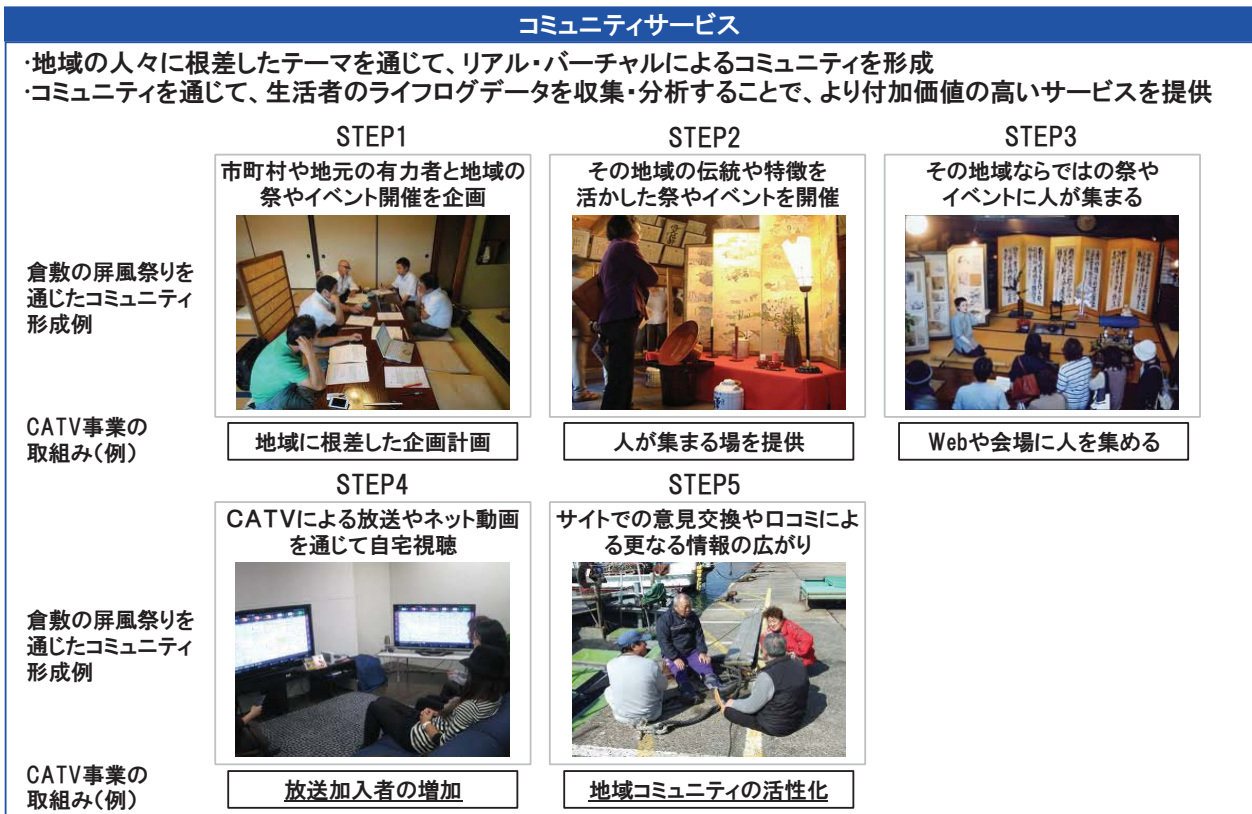 コミュニティサービス
・地域の人々に根差したテーマを通じて、リアル・バーチャルによるコミュニティを形成
・コミュニティを通じて、生活者のライフログデータを収集・分析することで、より付加価値の高いサービスを提供
STEP1
市町村や地元の有力者と地域の
祭やイベント開催を企画
STEP2
その地域の伝統や特徴を
活かした祭やイベントを開催
STEP3
その地域ならではの祭や
イベントに人が集まる
倉敷の屏風祭りを
通じたコミュニティ
形成例
CATV事業の
取組み(例)
地域に根差した企画計画
人が集まる場を提供
Webや会場に人を集める
STEP4
CATVによる放送やネット動画
を通じて自宅視聴
STEP5
サイトでの意見交換や口コミによ
る更なる情報の広がり
倉敷の屏風祭りを
通じたコミュニティ
形成例
CATV事業の
取組み(例)
放送加入者の増加
地域コミュニティの活性化